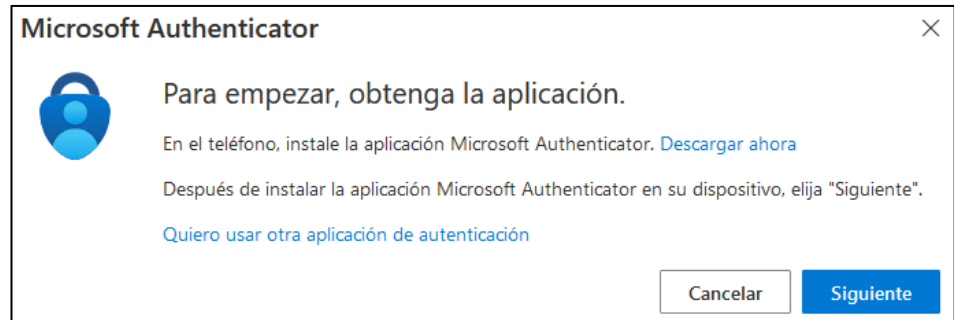 Microsoft Authenticator
Para empezar, obtenga la aplicación.
En el teléfono, instale la aplicación Microsoft Authenticator. Descargar ahora
Después de instalar la aplicación Microsoft Authenticator en su dispositivo, elija "Siguiente".
Quiero usar otra aplicación de autenticación
Cancelar Siguiente